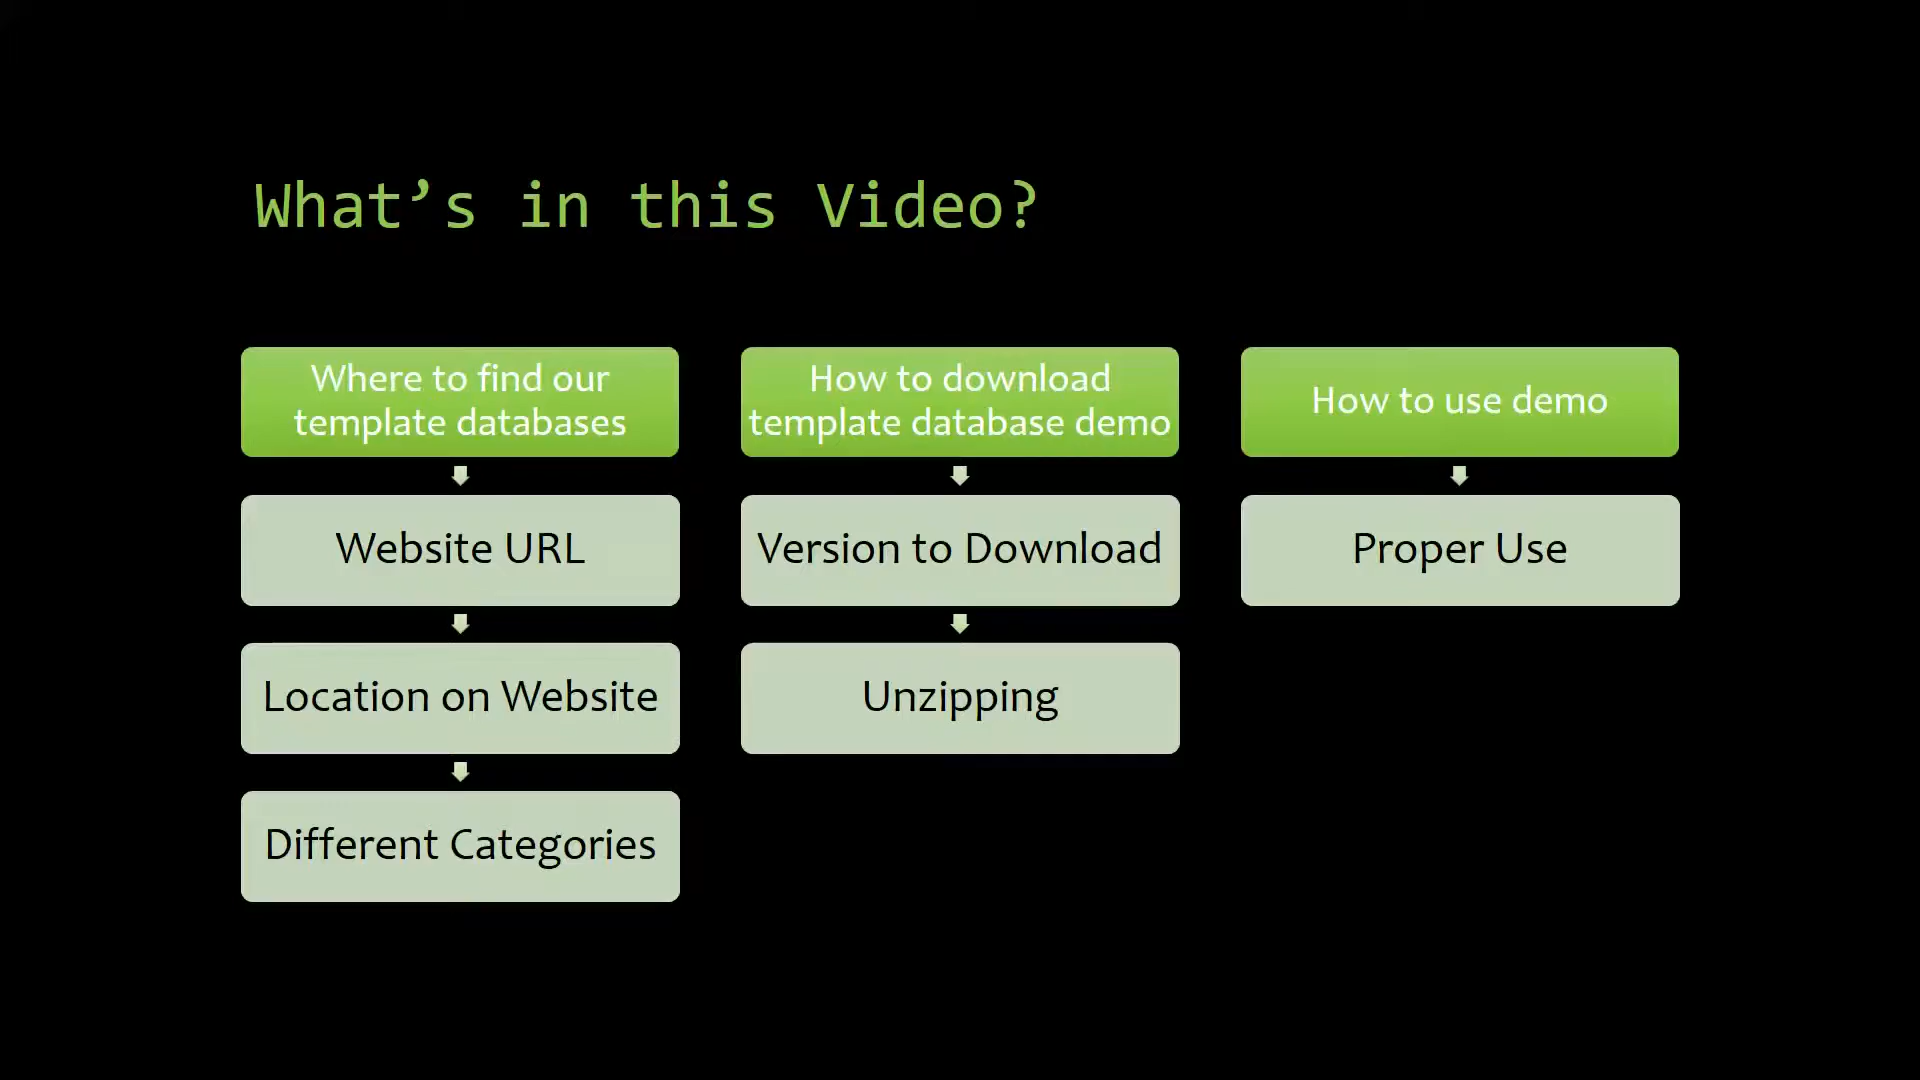 What’s in this Video?
Where to find our
template databases
Website URL
Location on Website
Different Categories
How to download
template database demo
Version to Download
Unzipping
How to use demo
Proper Use